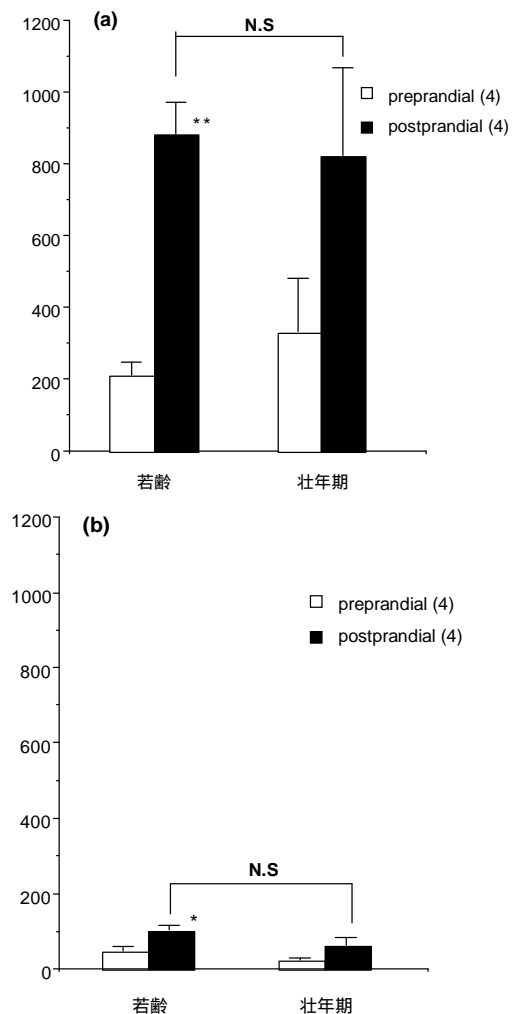 (a)
N.S
1200
1000
800
600
400
200
0
**
preprandial (4)
postprandial (4)
若齢 壮年期
(b)
1200
1000
800
600
400
200
0
preprandial (4)
postprandial (4)
N.S
*
若齢 壮年期